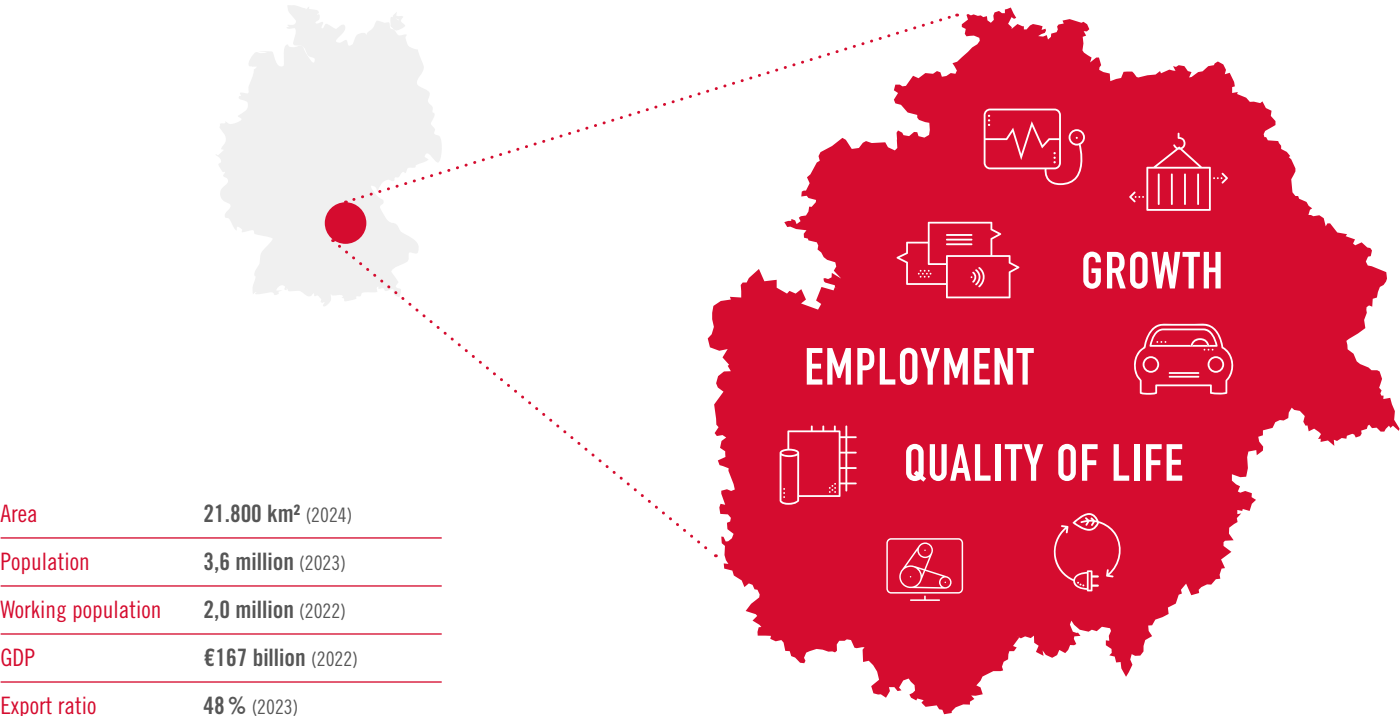 GROWTH
EMPLOYMENT
QUALITY OF LIFE
Area 21.800 km² (2024)
Population 3,6 million (2023)
Working population 2,0 million (2022)
GDP €167 billion (2022)
Export ratio 48 % (2023)